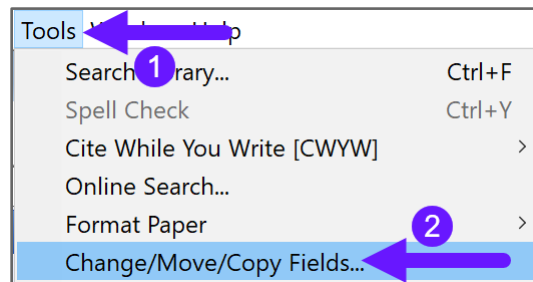 Tools
1
Search rary... Ctrl+F
Spell Check Ctrl+Y
Cite While You Write [CWYW] >
Online Search...
Format Paper >
2
Change/Move/Copy Fields...